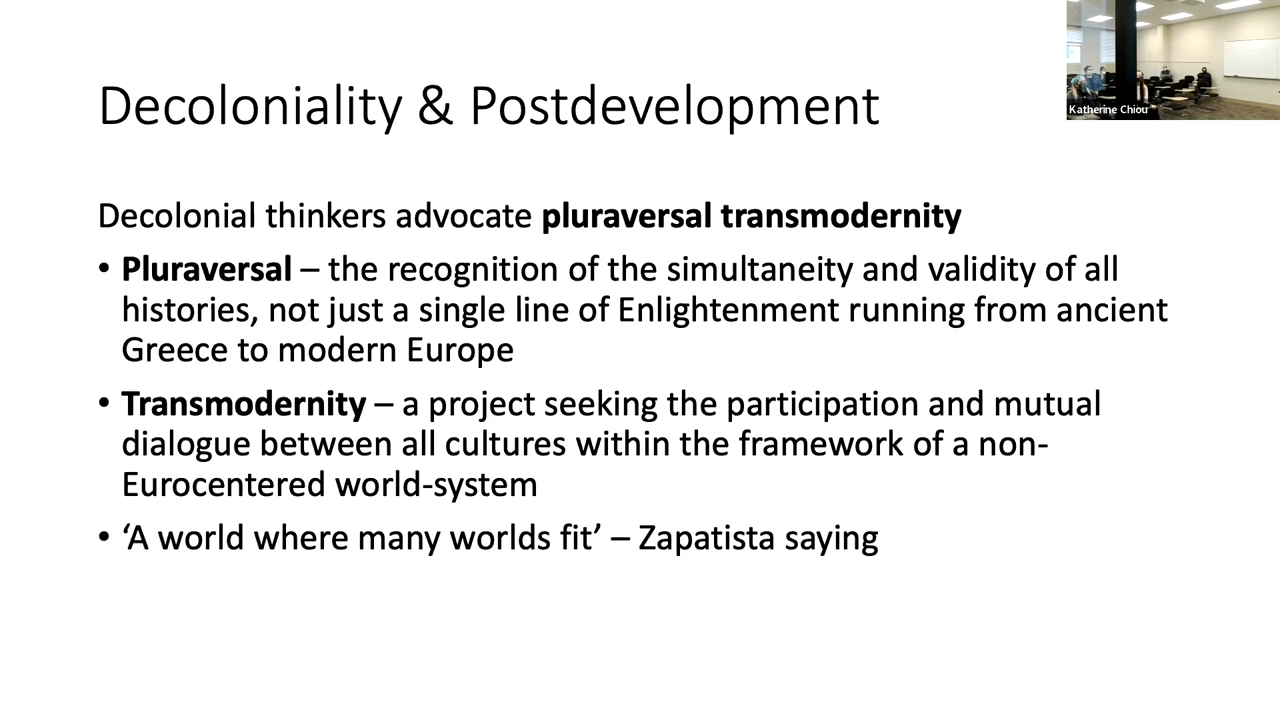 Decoloniality & Postdevelopment
Katherine Chiou
Decolonial thinkers advocate pluraversal transmodernity
• Pluraversal – the recognition of the simultaneity and validity of all
histories, not just a single line of Enlightenment running from ancient
Greece to modern Europe
• Transmodernity – a project seeking the participation and mutual
dialogue between all cultures within the framework of a non-
Eurocentered world-system
• ‘A world where many worlds fit’ – Zapatista saying